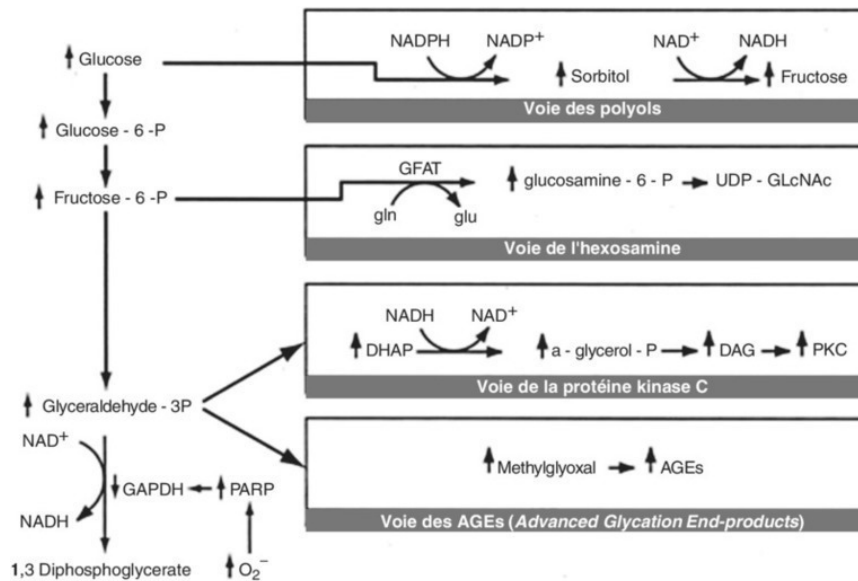 Glucose
Glucose - 6 -P
Fructose - 6 -P
Glyceraldehyde - 3P
NAD+
NADH
GAPDH
PARP
1,3 Diphosphoglycerate
O2-
NADPH
NADP+
NAD+
NADH
Sorbitol
Fructose
Voie des polyols
GFAT
gln
glu
glucosamine - 6 - P
UDP - GLcNAc
Voie de l'hexosamine
NADH
NAD+
DHAP
a - glycerol - P
DAG
PKC
Voie de la protéine kinase C
Methylglyoxal
AGEs
Voie des AGEs (Advanced Glycation End-products)